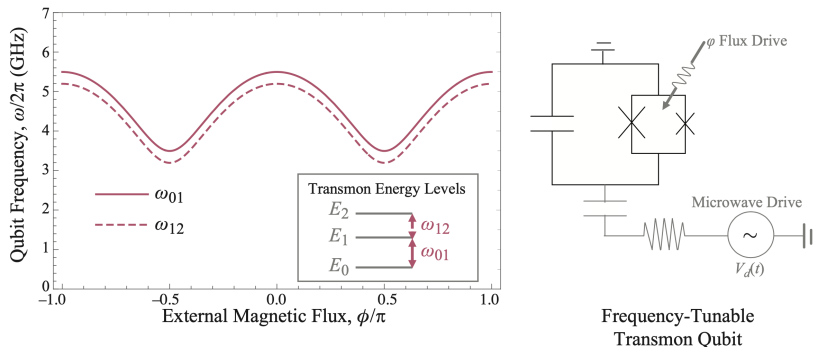 Qubit Frequency, ω/2π (GHz)
7
6
5
4
3
2
1
0
ω01
ω12
Transmon Energy Levels
E2
E1
E0
ω12
ω01
−1.0
−0.5
0.0
0.5
1.0
External Magnetic Flux, ϕ/π
φ Flux Drive
Microwave Drive
~
Vd(t)
Frequency-Tunable
Transmon Qubit